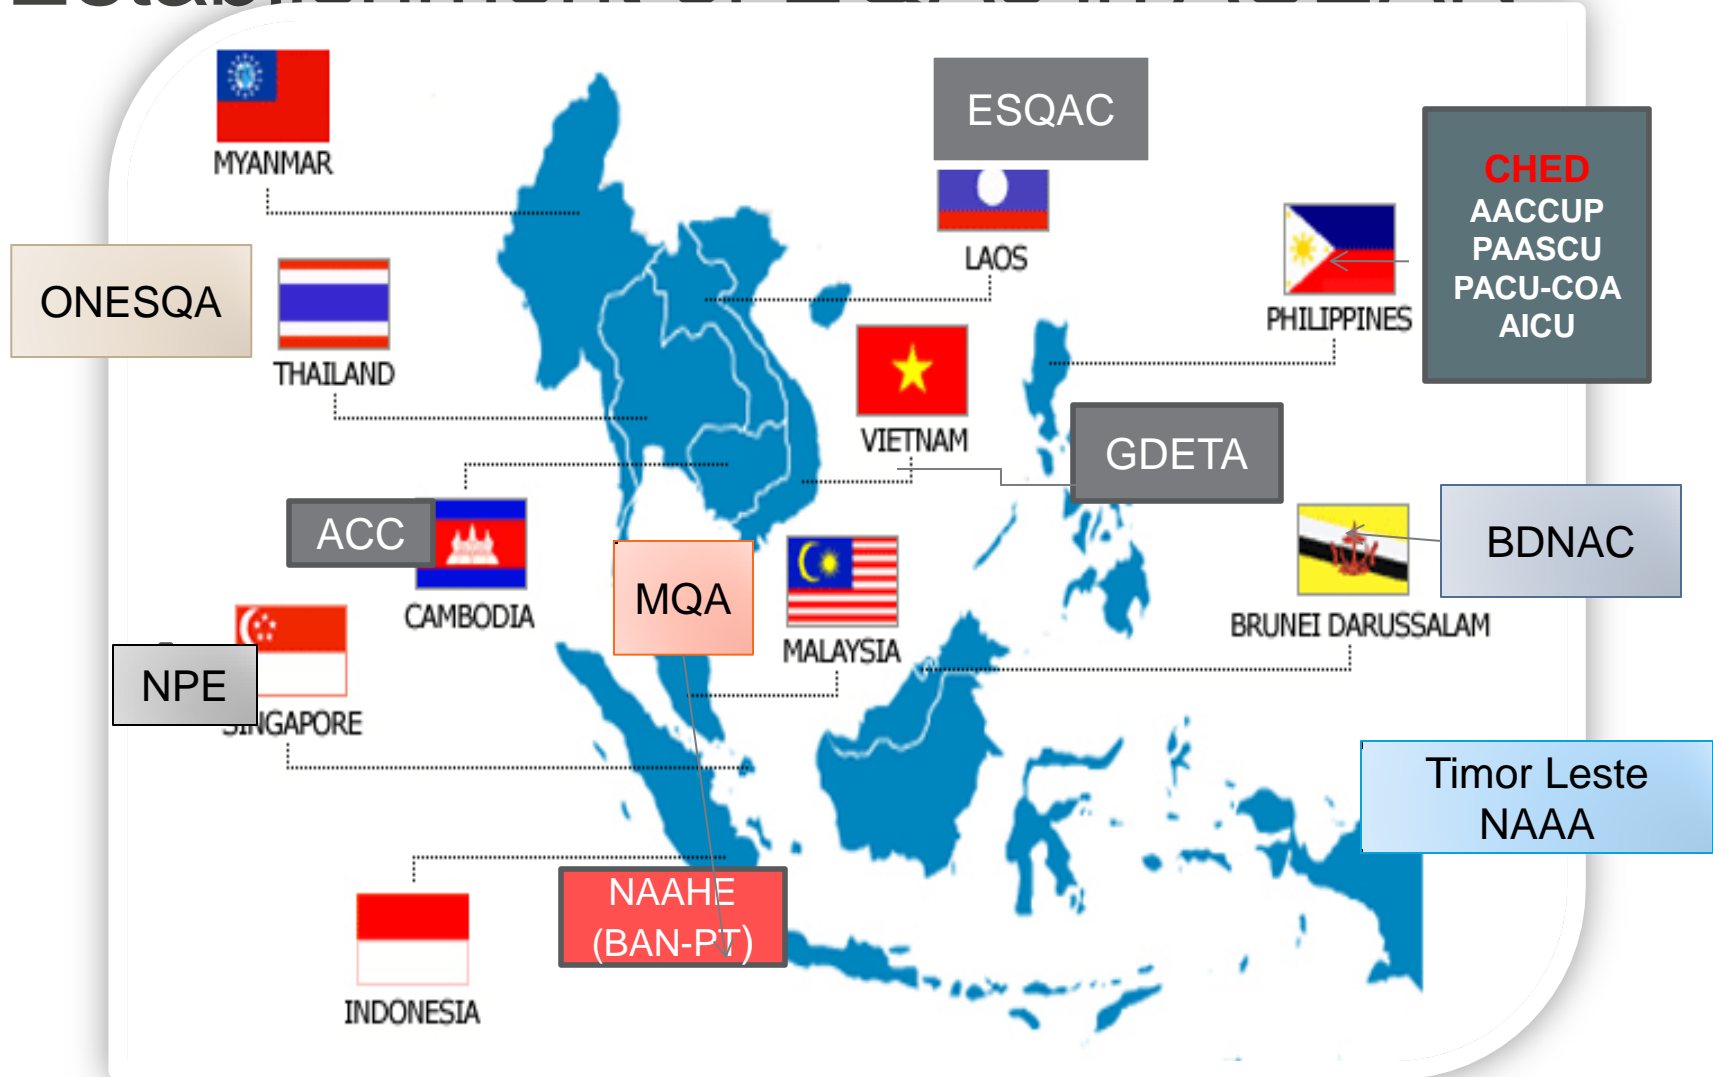 MYANMAR
ESQAC
CHED
AACCUP
PAASCU
PACU-COA
AICU
LAOS
ONESQA
THAILAND
PHILIPPINES
VIETNAM
GDETA
ACC
CAMBODIA
MQA
MALAYSIA
BDNAC
BRUNEI DARUSSALAM
NPE
SINGAPORE
Timor Leste
NAAA
NAAHE
(BAN-PT)
INDONESIA